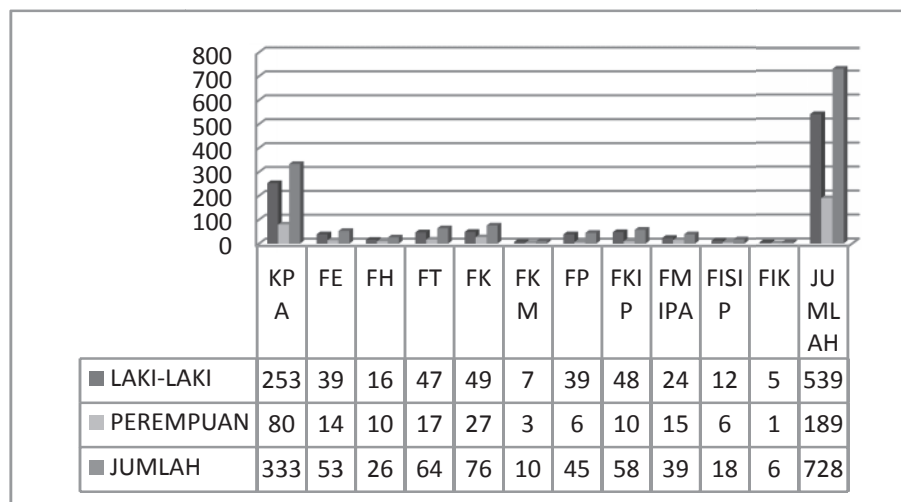 800
700
600
500
400
300
200
100
0
KP FE FH FT FK FK FP FKI FM FISI FIK JU
A M P IPA P ML
AH
LAKI-LAKI 253 39 16 47 49 7 39 48 24 12 5 539
PEREMPUAN 80 14 10 17 27 3 6 10 15 6 1 189
JUMLAH 333 53 26 64 76 10 45 58 39 18 6 728